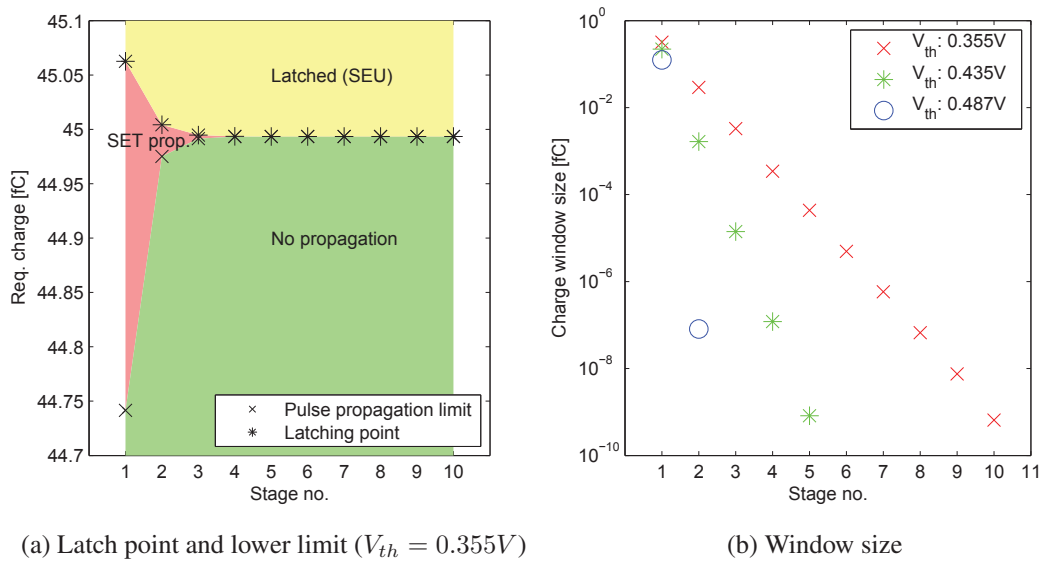 45.1
45.05
45
44.95
44.9
44.85
44.8
44.75
44.7
Req. charge [fC]
Latched (SEU)
SET prop.
No propagation
Pulse propagation limit
Latching point
1 2 3 4 5 6 7 8 9 10
Stage no.
(a) Latch point and lower limit (V_{th} = 0.355V)
10^0
10^-2
10^-4
10^-6
10^-8
10^-10
Charge window size [fC]
V_th: 0.355V
V_th: 0.435V
V_th: 0.487V
1 2 3 4 5 6 7 8 9 10 11
Stage no.
(b) Window size